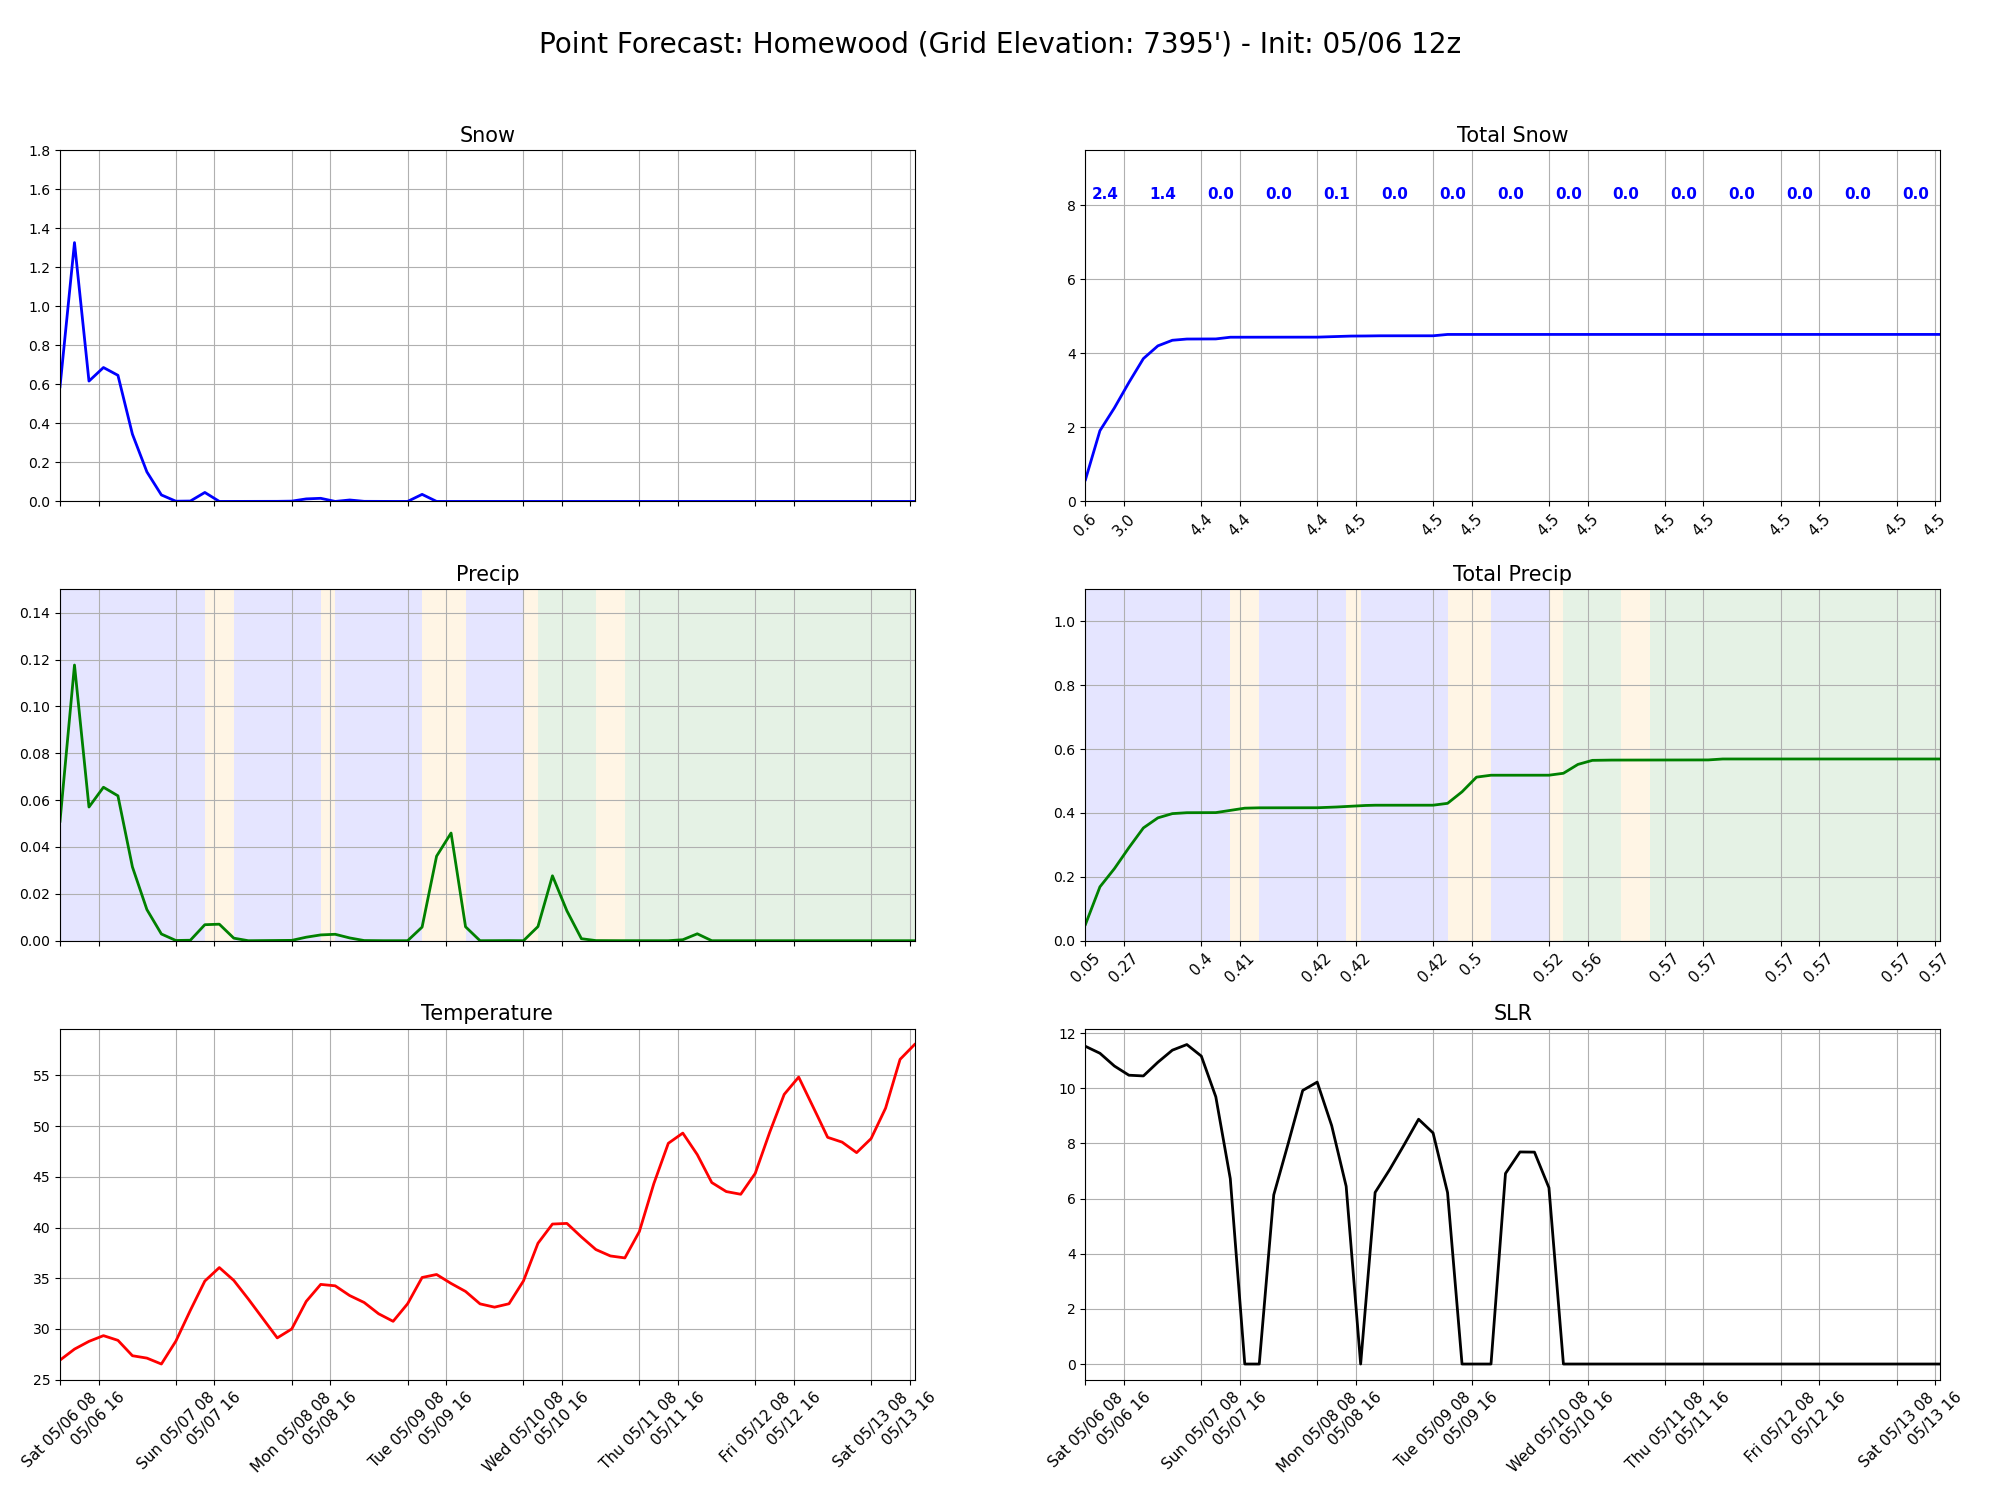 Point Forecast: Homewood (Grid Elevation: 7395') - Init: 05/06 12z
Snow
1.8
1.6
1.4
1.2
1.0
0.8
0.6
0.4
0.2
0.0
Total Snow
2.4 1.4 0.0 0.0 0.1 0.0 0.0 0.0 0.0 0.0 0.0 0.0 0.0 0.0 0.0
8
6
4
2
0
0.6 3.0 4.4 4.4 4.4 4.5 4.5 4.5 4.5 4.5 4.5 4.5 4.5 4.5 4.5 4.5
Precip
0.14
0.12
0.10
0.08
0.06
0.04
0.02
0.00
Total Precip
1.0
0.8
0.6
0.4
0.2
0.0
0.05 0.27 0.4 0.41 0.42 0.42 0.42 0.5 0.52 0.56 0.57 0.57 0.57 0.57 0.57 0.57
Temperature
55
50
45
40
35
30
25
Sat 05/06 08
05/06 16
Sun 05/07 08
05/07 16
Mon 05/08 08
05/08 16
Tue 05/09 08
05/09 16
Wed 05/10 08
05/10 16
Thu 05/11 08
05/11 16
Fri 05/12 08
05/12 16
Sat 05/13 08
05/13 16
SLR
12
10
8
6
4
2
0
Sat 05/06 08
05/06 16
Sun 05/07 08
05/07 16
Mon 05/08 08
05/08 16
Tue 05/09 08
05/09 16
Wed 05/10 08
05/10 16
Thu 05/11 08
05/11 16
Fri 05/12 08
05/12 16
Sat 05/13 08
05/13 16